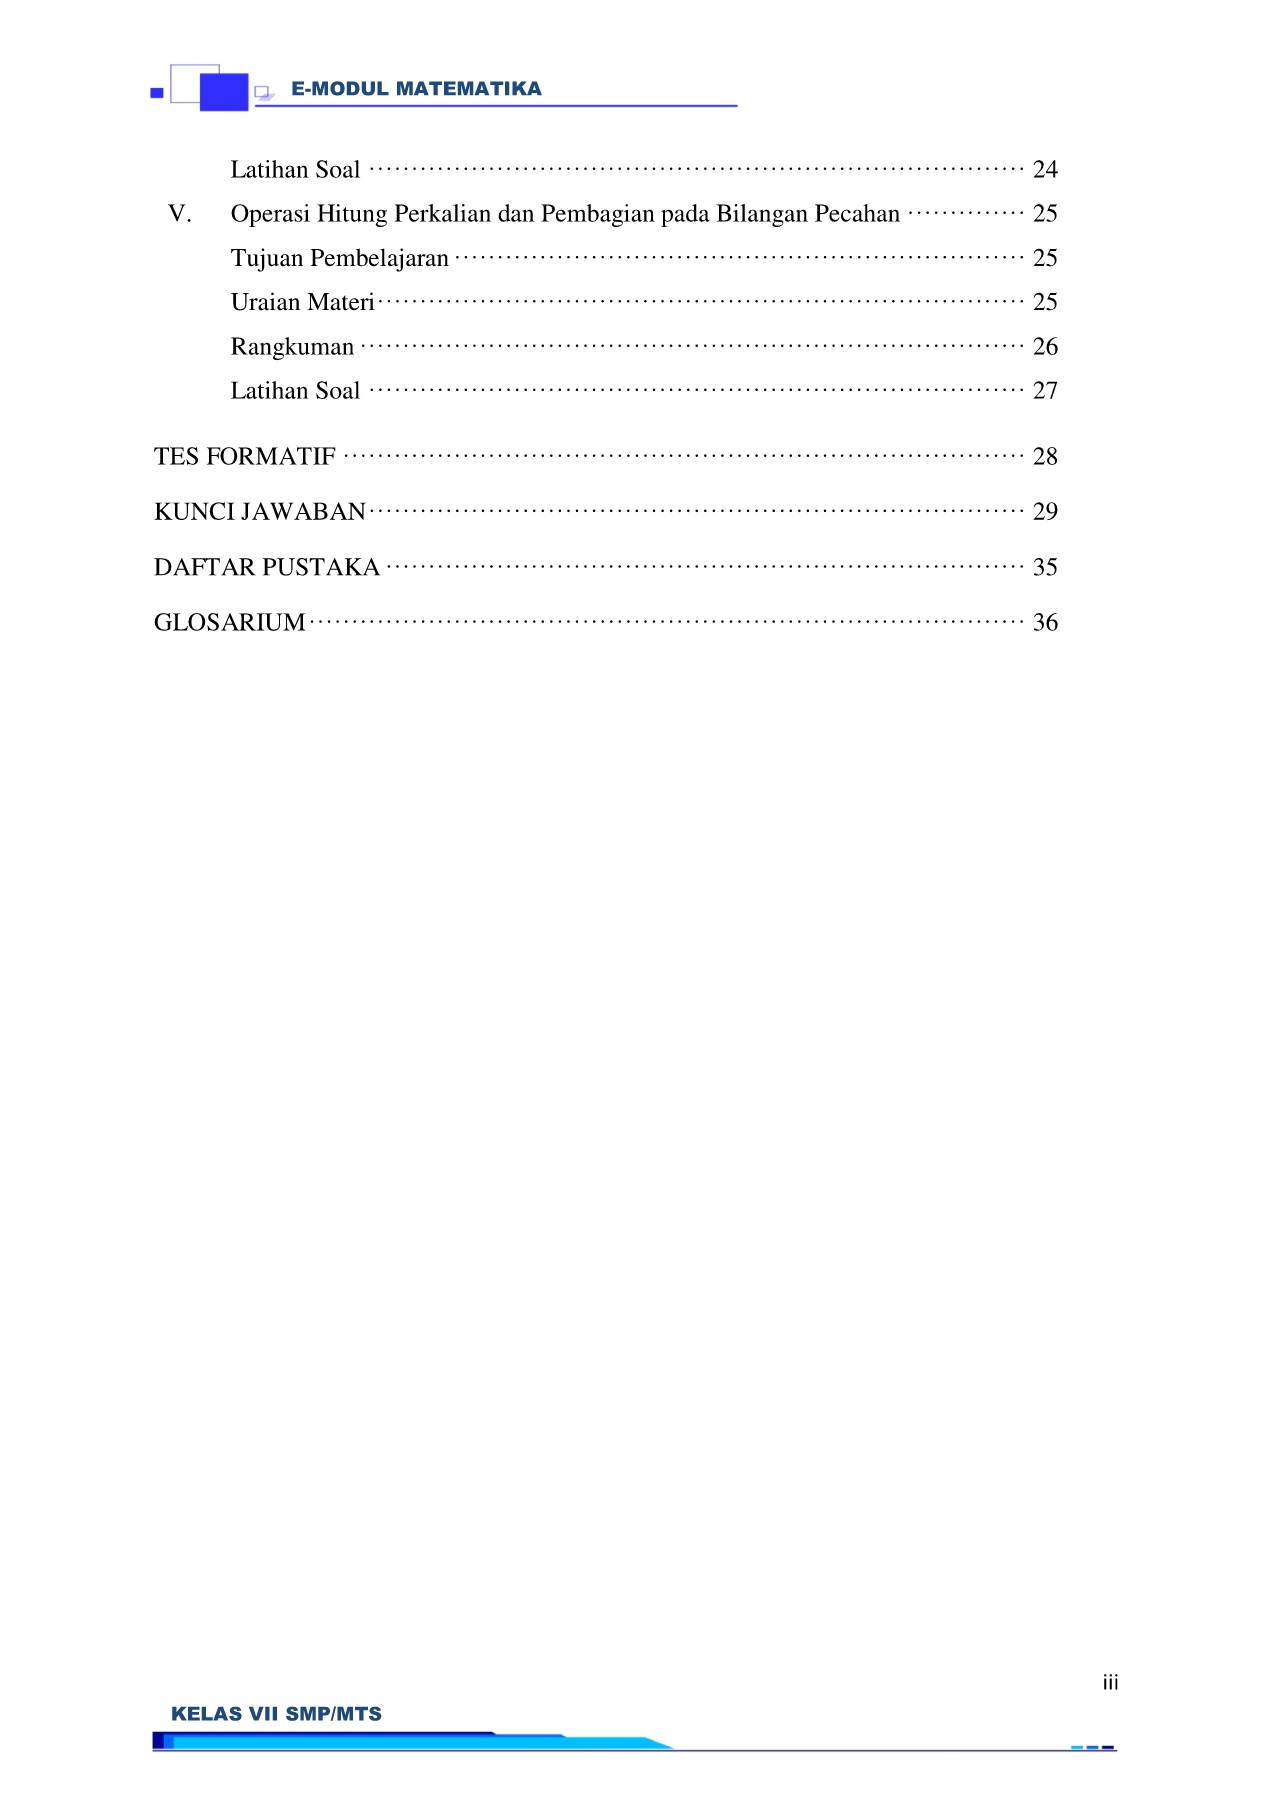 E-MODUL MATEMATIKA
Latihan Soal ········································································ 24
V. Operasi Hitung Perkalian dan Pembagian pada Bilangan Pecahan ·············· 25
Tujuan Pembelajaran ··································································· 25
Uraian Materi············································································ 25
Rangkuman ·············································································· 26
Latihan Soal ············································································· 27
TES FORMATIF ················································································ 28
KUNCI JAWABAN············································································· 29
DAFTAR PUSTAKA ··········································································· 35
GLOSARIUM···················································································· 36
iii
KELAS VII SMP/MTS